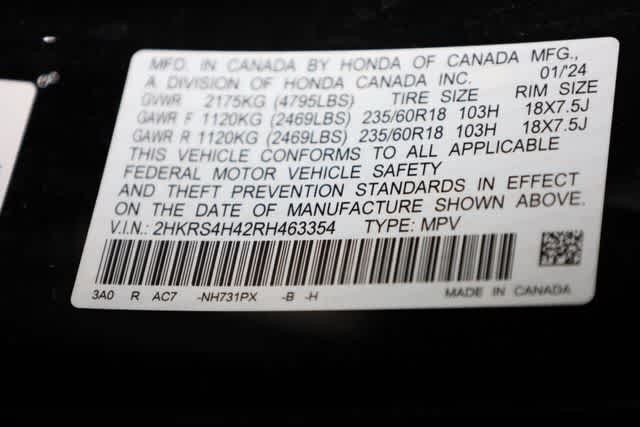 MFD. IN CANADA BY HONDA OF CANADA MFG.,
A DIVISION OF HONDA CANADA INC. 01/24
GVWR 2175KG (4795LBS) TIRE SIZE RIM SIZE
GAWR F 1120KG (2469LBS) 235/60R18 103H 18X7.5J
GAWR R 1120KG (2469LBS) 235/60R18 103H 18X7.5J
THIS VEHICLE CONFORMS TO ALL APPLICABLE
FEDERAL MOTOR VEHICLE SAFETY
AND THEFT PREVENTION STANDARDS IN EFFECT
ON THE DATE OF MANUFACTURE SHOWN ABOVE.
V.I.N.: 2HKRS4H42RH463354 TYPE: MPV
3A0 R AC7 -NH731PX -B -H MADE IN CANADA